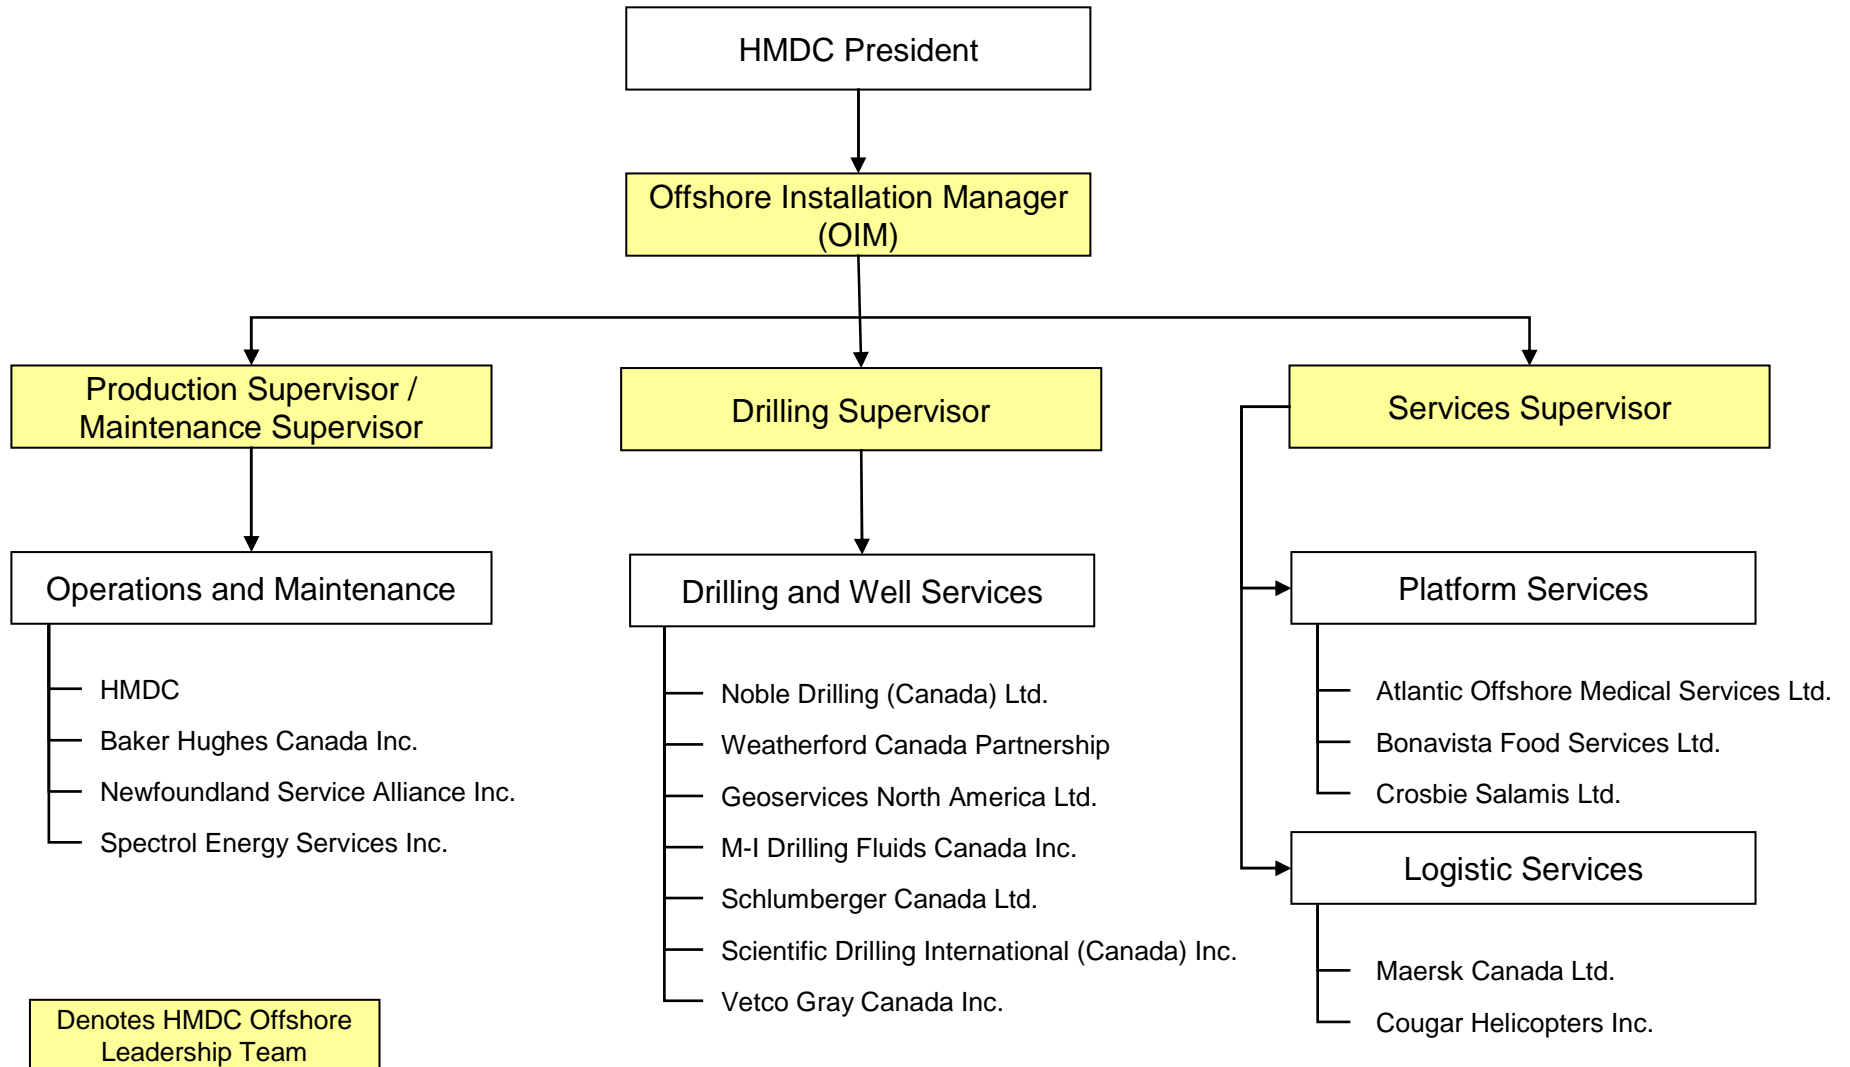 HMDC President
Offshore Installation Manager
(OIM)
Production Supervisor /
Maintenance Supervisor
Drilling Supervisor
Services Supervisor
Operations and Maintenance
HMDC
Baker Hughes Canada Inc.
Newfoundland Service Alliance Inc.
Spectrol Energy Services Inc.
Drilling and Well Services
Noble Drilling (Canada) Ltd.
Weatherford Canada Partnership
Geoservices North America Ltd.
M-I Drilling Fluids Canada Inc.
Schlumberger Canada Ltd.
Scientific Drilling International (Canada) Inc.
Vetco Gray Canada Inc.
Platform Services
Atlantic Offshore Medical Services Ltd.
Bonavista Food Services Ltd.
Crosbie Salamis Ltd.
Logistic Services
Maersk Canada Ltd.
Cougar Helicopters Inc.
Denotes HMDC Offshore
Leadership Team